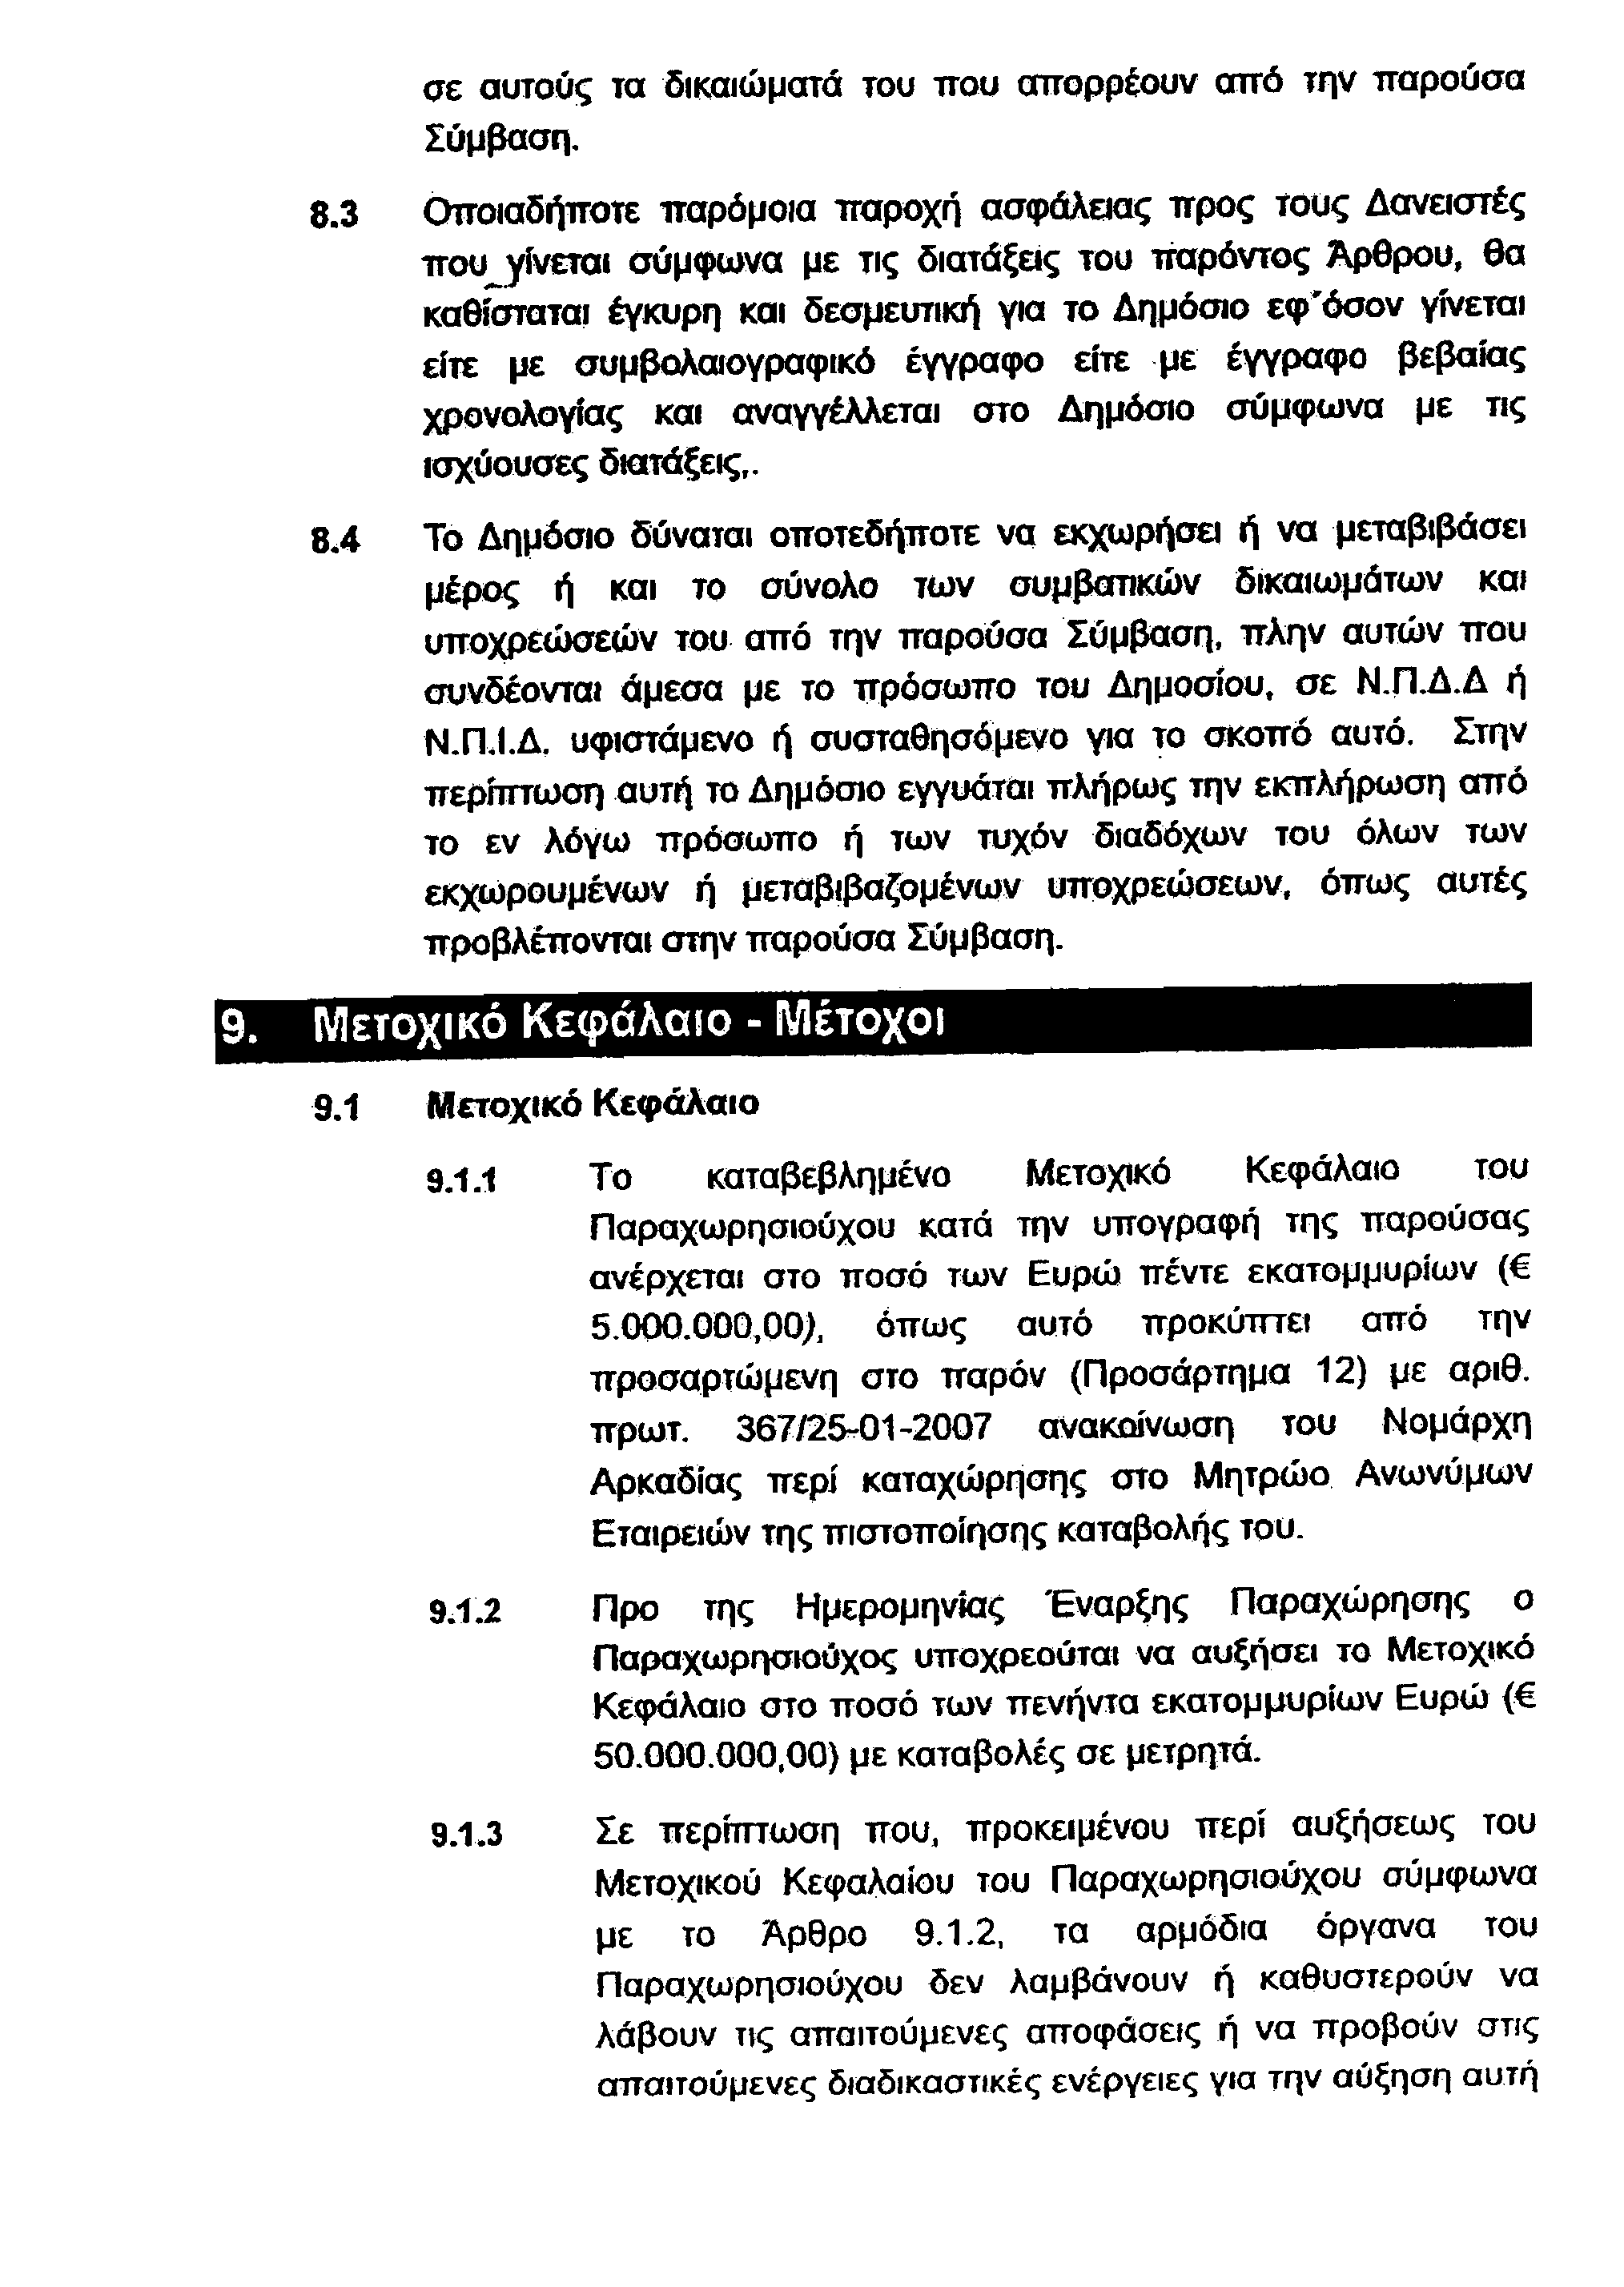 σε αυτούς τα δικαιώματά του που απορρέουν από την παρούσα
Σύμβαση.
8.3 Οποιαδήποτε παρόμοια παροχή ασφάλειας προς τους Δανειστές
που γίνεται σύμφωνα με τις διατάξεις του παρόντος Άρθρου, θα
καθίσταται έγκυρη και δεσμευτική για το Δημόσιο εφ΄όσον γίνεται
είτε με συμβολαιογραφικό έγγραφο είτε με έγγραφο βεβαίας
χρονολογίας και αναγγέλλεται στο Δημόσιο σύμφωνα με τις
ισχύουσες διατάξεις,.
8.4 Το Δημόσιο δύναται οποτεδήποτε να εκχωρήσει ή να μεταβιβάσει
μέρος ή και το σύνολο των συμβατικών δικαιωμάτων και
υποχρεώσεών του από την παρούσα Σύμβαση, πλην αυτών που
συνδέονται άμεσα με το πρόσωπο του Δημοσίου, σε Ν.Π.Δ.Δ ή
Ν.Π.Ι.Δ. υφιστάμενο ή συσταθησόμενο για το σκοπό αυτό. Στην
περίπτωση αυτή το Δημόσιο εγγυάται πλήρως την εκπλήρωση από
το εν λόγω πρόσωπο ή των τυχόν διαδόχων του όλων των
εκχωρουμένων ή μεταβιβαζομένων υποχρεώσεων, όπως αυτές
προβλέπονται στην παρούσα Σύμβαση.
9. Μετοχικό Κεφάλαιο - Μέτοχοι
9.1 Μετοχικό Κεφάλαιο
9.1.1 Το καταβεβλημένο Μετοχικό Κεφάλαιο του
Παραχωρησιούχου κατά την υπογραφή της παρούσας
ανέρχεται στο ποσό των Ευρώ πέντε εκατομμυρίων (€
5.000.000,00), όπως αυτό προκύπτει από την
προσαρτώμενη στο παρόν (Προσάρτημα 12) με αριθ.
πρωτ. 367/25-01-2007 ανακοίνωση του Νομάρχη
Αρκαδίας περί καταχώρησης στο Μητρώο Ανωνύμων
Εταιρειών της πιστοποίησης καταβολής του.
9.1.2 Προ της Ημερομηνίας Έναρξης Παραχώρησης ο
Παραχωρησιούχος υποχρεούται να αυξήσει το Μετοχικό
Κεφάλαιο στο ποσό των πενήντα εκατομμυρίων Ευρώ (€
50.000.000,00) με καταβολές σε μετρητά.
9.1.3 Σε περίπτωση που, προκειμένου περί αυξήσεως του
Μετοχικού Κεφαλαίου του Παραχωρησιούχου σύμφωνα
με το Άρθρο 9.1.2, τα αρμόδια όργανα του
Παραχωρησιούχου δεν λαμβάνουν ή καθυστερούν να
λάβουν τις απαιτούμενες αποφάσεις ή να προβούν στις
απαιτούμενες διαδικαστικές ενέργειες για την αύξηση αυτή